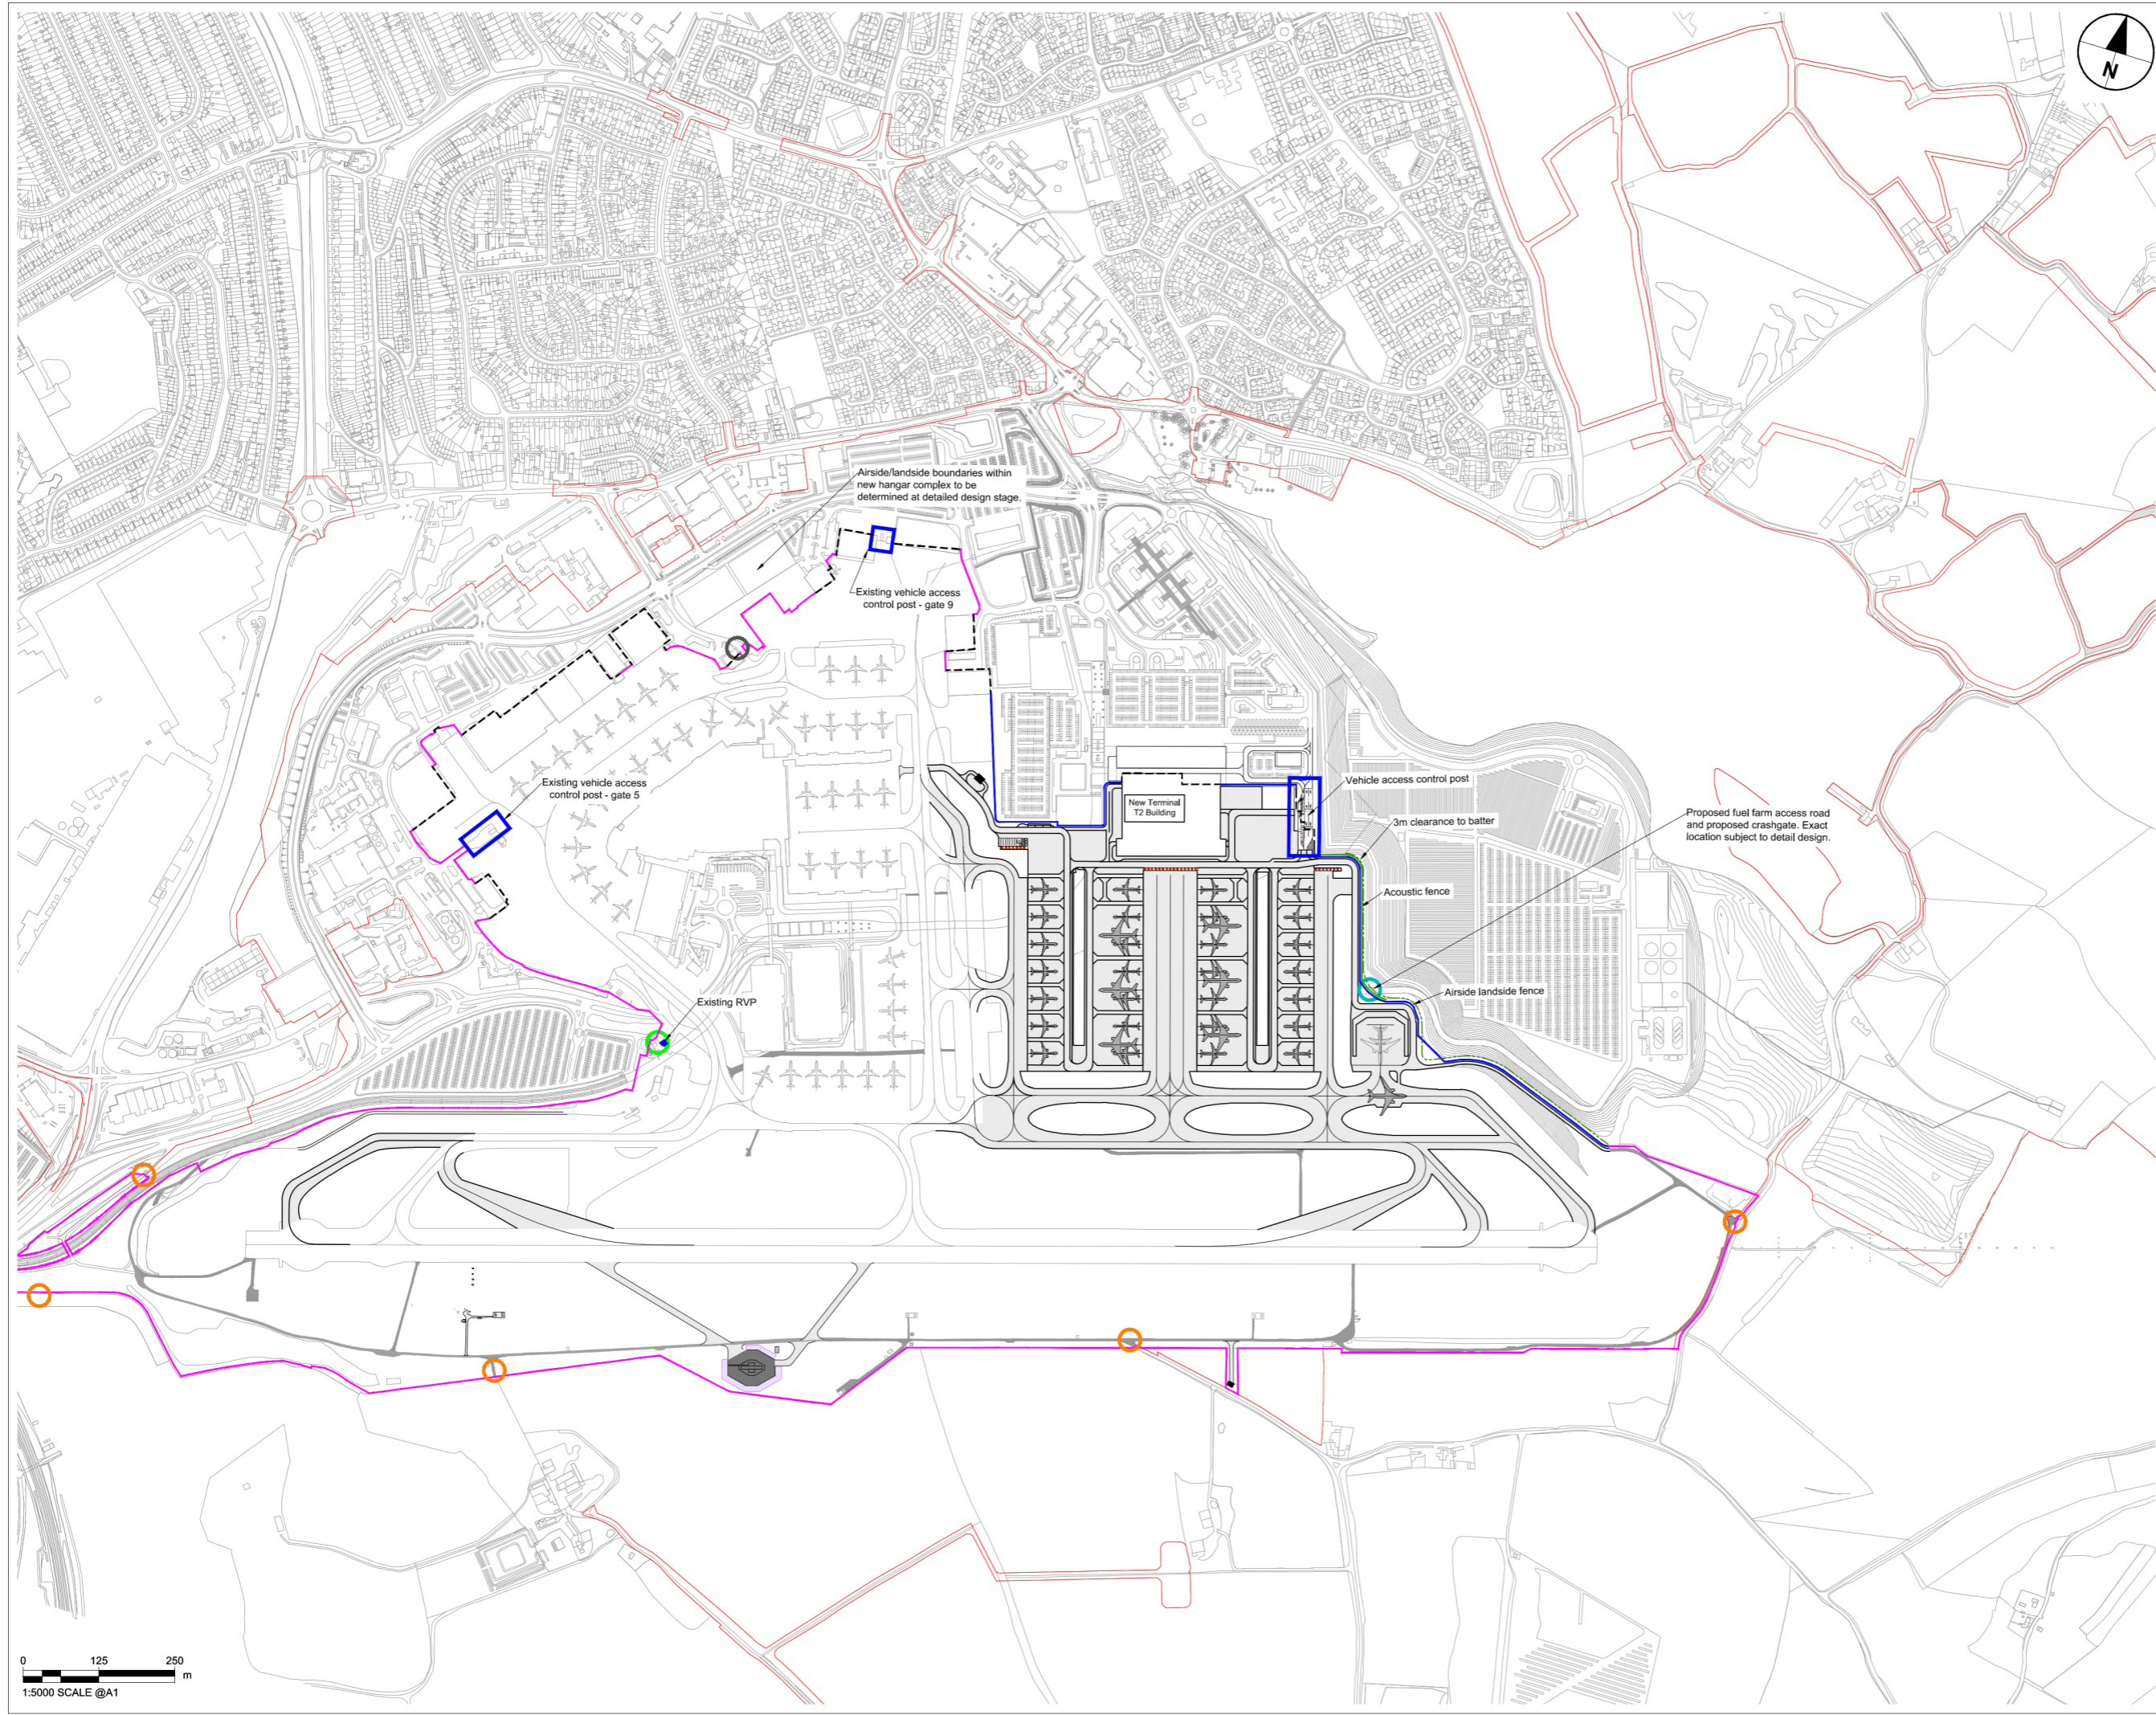 N
Airside/landside boundaries within
new hangar complex to be
determined at detailed design stage.
Existing vehicle access
control post - gate 9
Existing vehicle access
control post - gate 5
Vehicle access control post
New Terminal
T2 Building
3m clearance to batter
Proposed fuel farm access road
and proposed crashgate. Exact
location subject to detail design.
Acoustic fence
Airside landside fence
Existing RVP
0 125 250
m
1:5000 SCALE @A1